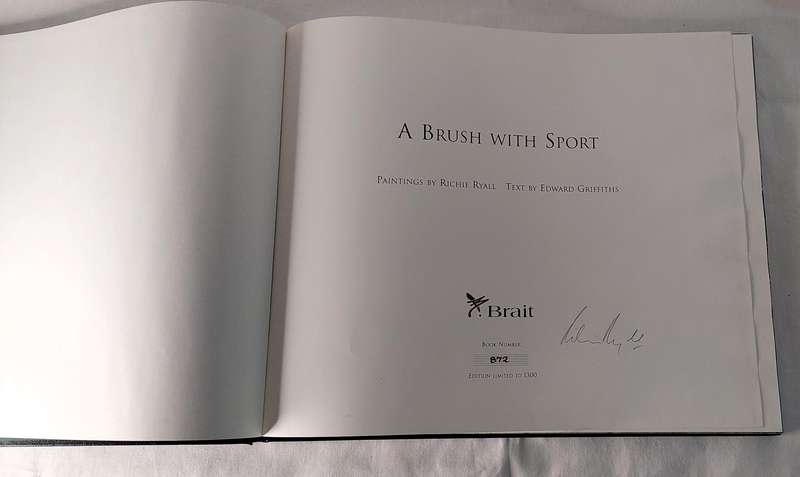 A BRUSH WITH SPORT
PAINTINGS BY RICHIE RYALL TEXT BY EDWARD GRIFFITHS
Brait
BOOK NUMBER
872
EDITION LIMITED TO 1300